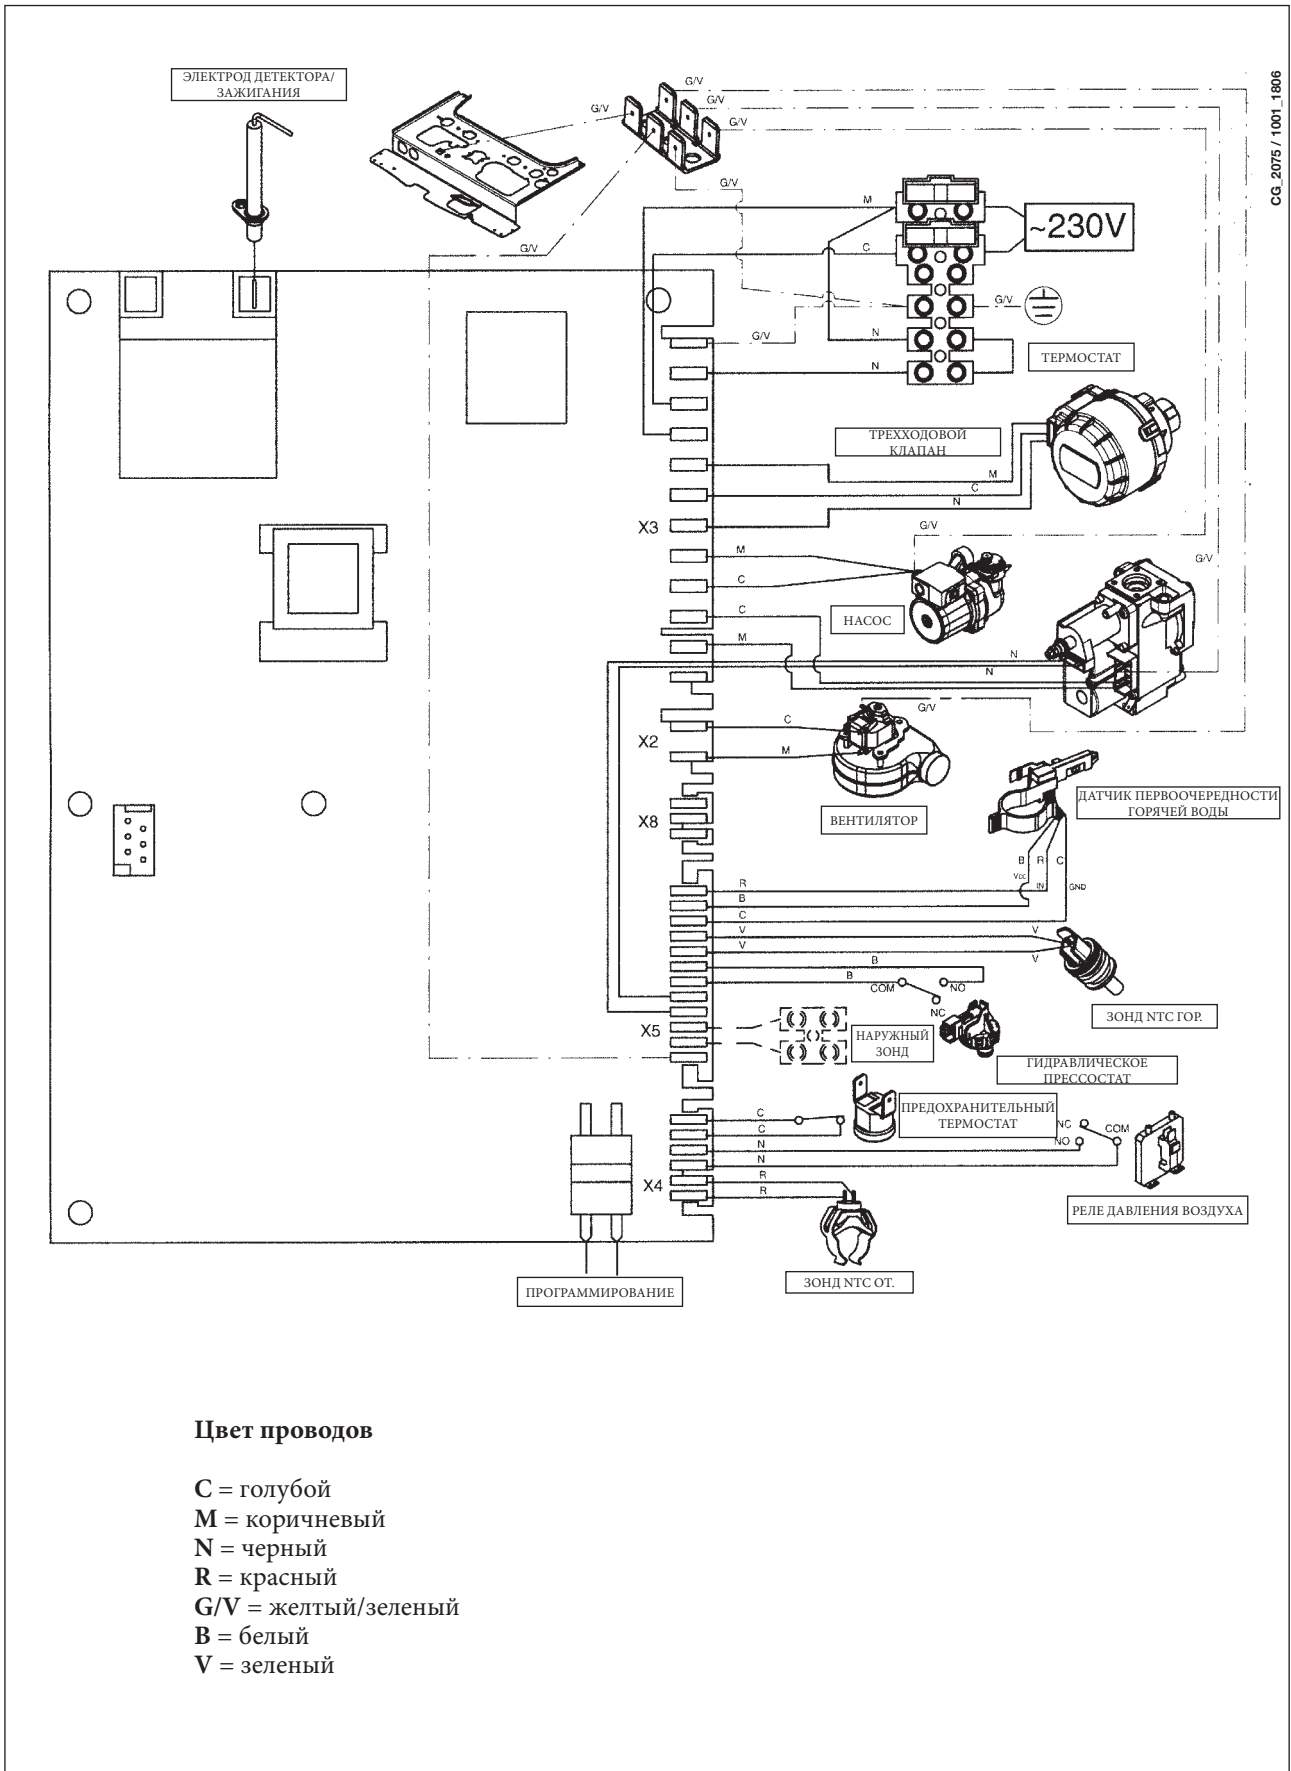 ЭЛЕКТРОД ДЕТЕКТОРА/
ЗАЖИГАНИЯ
CG_2075 / 1001_1806
G/V
G/V
G/V
G/V
G/V
G/V
M
~230V
C
G/V
G/V
N
ТЕРМОСТАТ
N
ТРЕХХОДОВОЙ
КЛАПАН
M
C
N
X3
G/V
M
G/V
C
C
НАСОС
M
N
N
G/V
C
X2
M
ДАТЧИК ПЕРВООЧЕРЕДНОСТИ
ГОРЯЧЕЙ ВОДЫ
X8
ВЕНТИЛЯТОР
B R C
VDC
IN
GND
R
B
C
V
V
V
V
B
B
COM
NO
NC
ЗОНД NTC ГОР.
X5
НАРУЖНЫЙ
ЗОНД
ГИДРАВЛИЧЕСКОЕ
ПРЕССОСТАТ
C
ПРЕДОХРАНИТЕЛЬНЫЙ
ТЕРМОСТАТ
C
NC
COM
NO
N
N
R
X4
R
РЕЛЕ ДАВЛЕНИЯ ВОЗДУХА
ЗОНД NTC ОТ.
ПРОГРАММИРОВАНИЕ
Цвет проводов
C = голубой
M = коричневый
N = черный
R = красный
G/V = желтый/зеленый
B = белый
V = зеленый